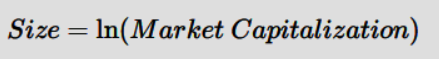 Size = ln(Market Capitalization)